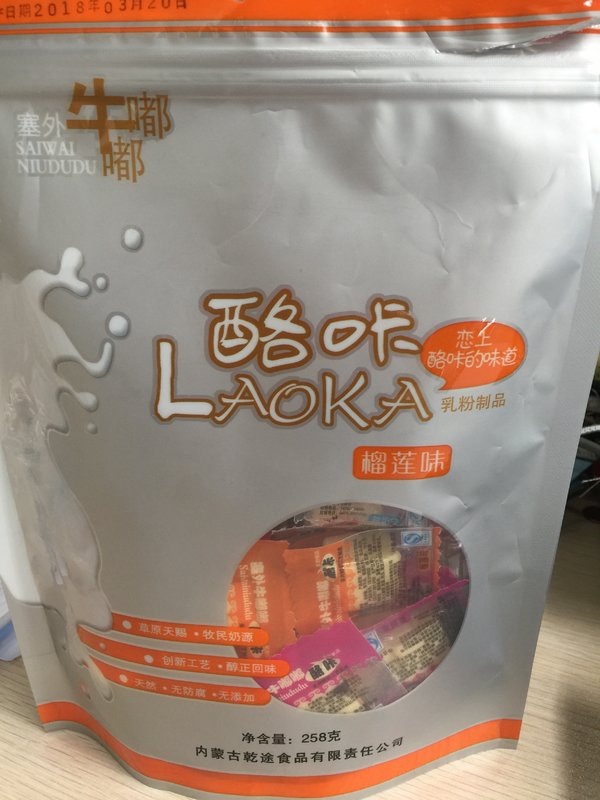 日期2018年03月20日
塞外牛嘟嘟
SAIWAI
NIUDUDU
酪咔
LAOKA
恋上
酪咔的味道
乳粉制品
榴莲味
草原天赐·牧民奶源
创新工艺·醇正回味
天然·无防腐·无添加
净含量：258克
内蒙古乾途食品有限责任公司